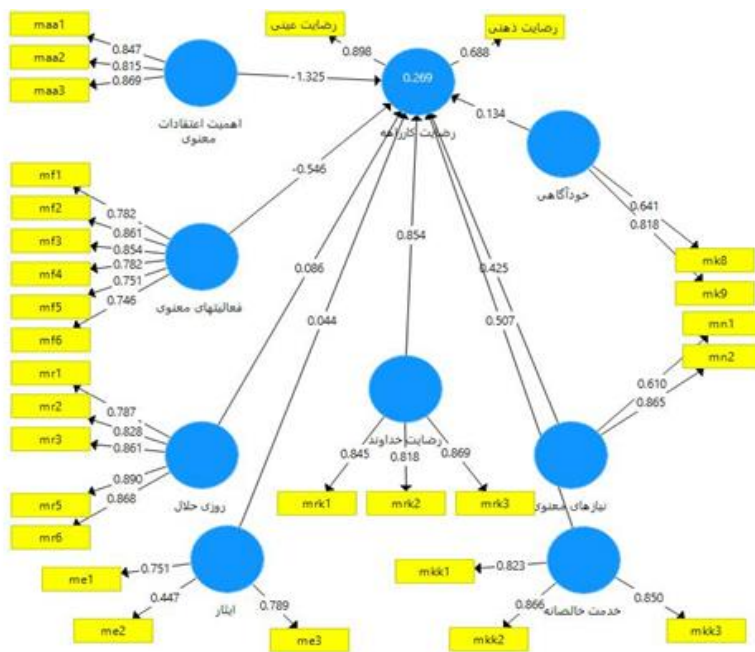 maa1
0.847
maa2
0.815
maa3
0.869
اهمیت اعتقادات
معنوی
-1.325
رضایت عینی
رضایت ذهنی
0.898
0.688
0.269
رضایت کارراهه
0.134
خودآگاهی
0.641
0.818
mk8
mk9
mf1
0.782
mf2
0.861
mf3
0.854
mf4
0.782
mf5
0.751
mf6
0.746
فعالیتهای معنوی
-0.546
0.086
0.044
0.854
0.425
0.507
mn1
mn2
0.610
0.865
نیازهای معنوی
mr1
0.787
mr2
0.828
mr3
0.861
mr5
0.890
mr6
0.868
روزی حلال
رضایت خداوند
0.845
0.818
0.869
mrk1
mrk2
mrk3
me1
0.751
me2
0.447
me3
0.789
ایثار
mkk1
0.823
mkk2
0.866
mkk3
0.850
خدمت خالصانه